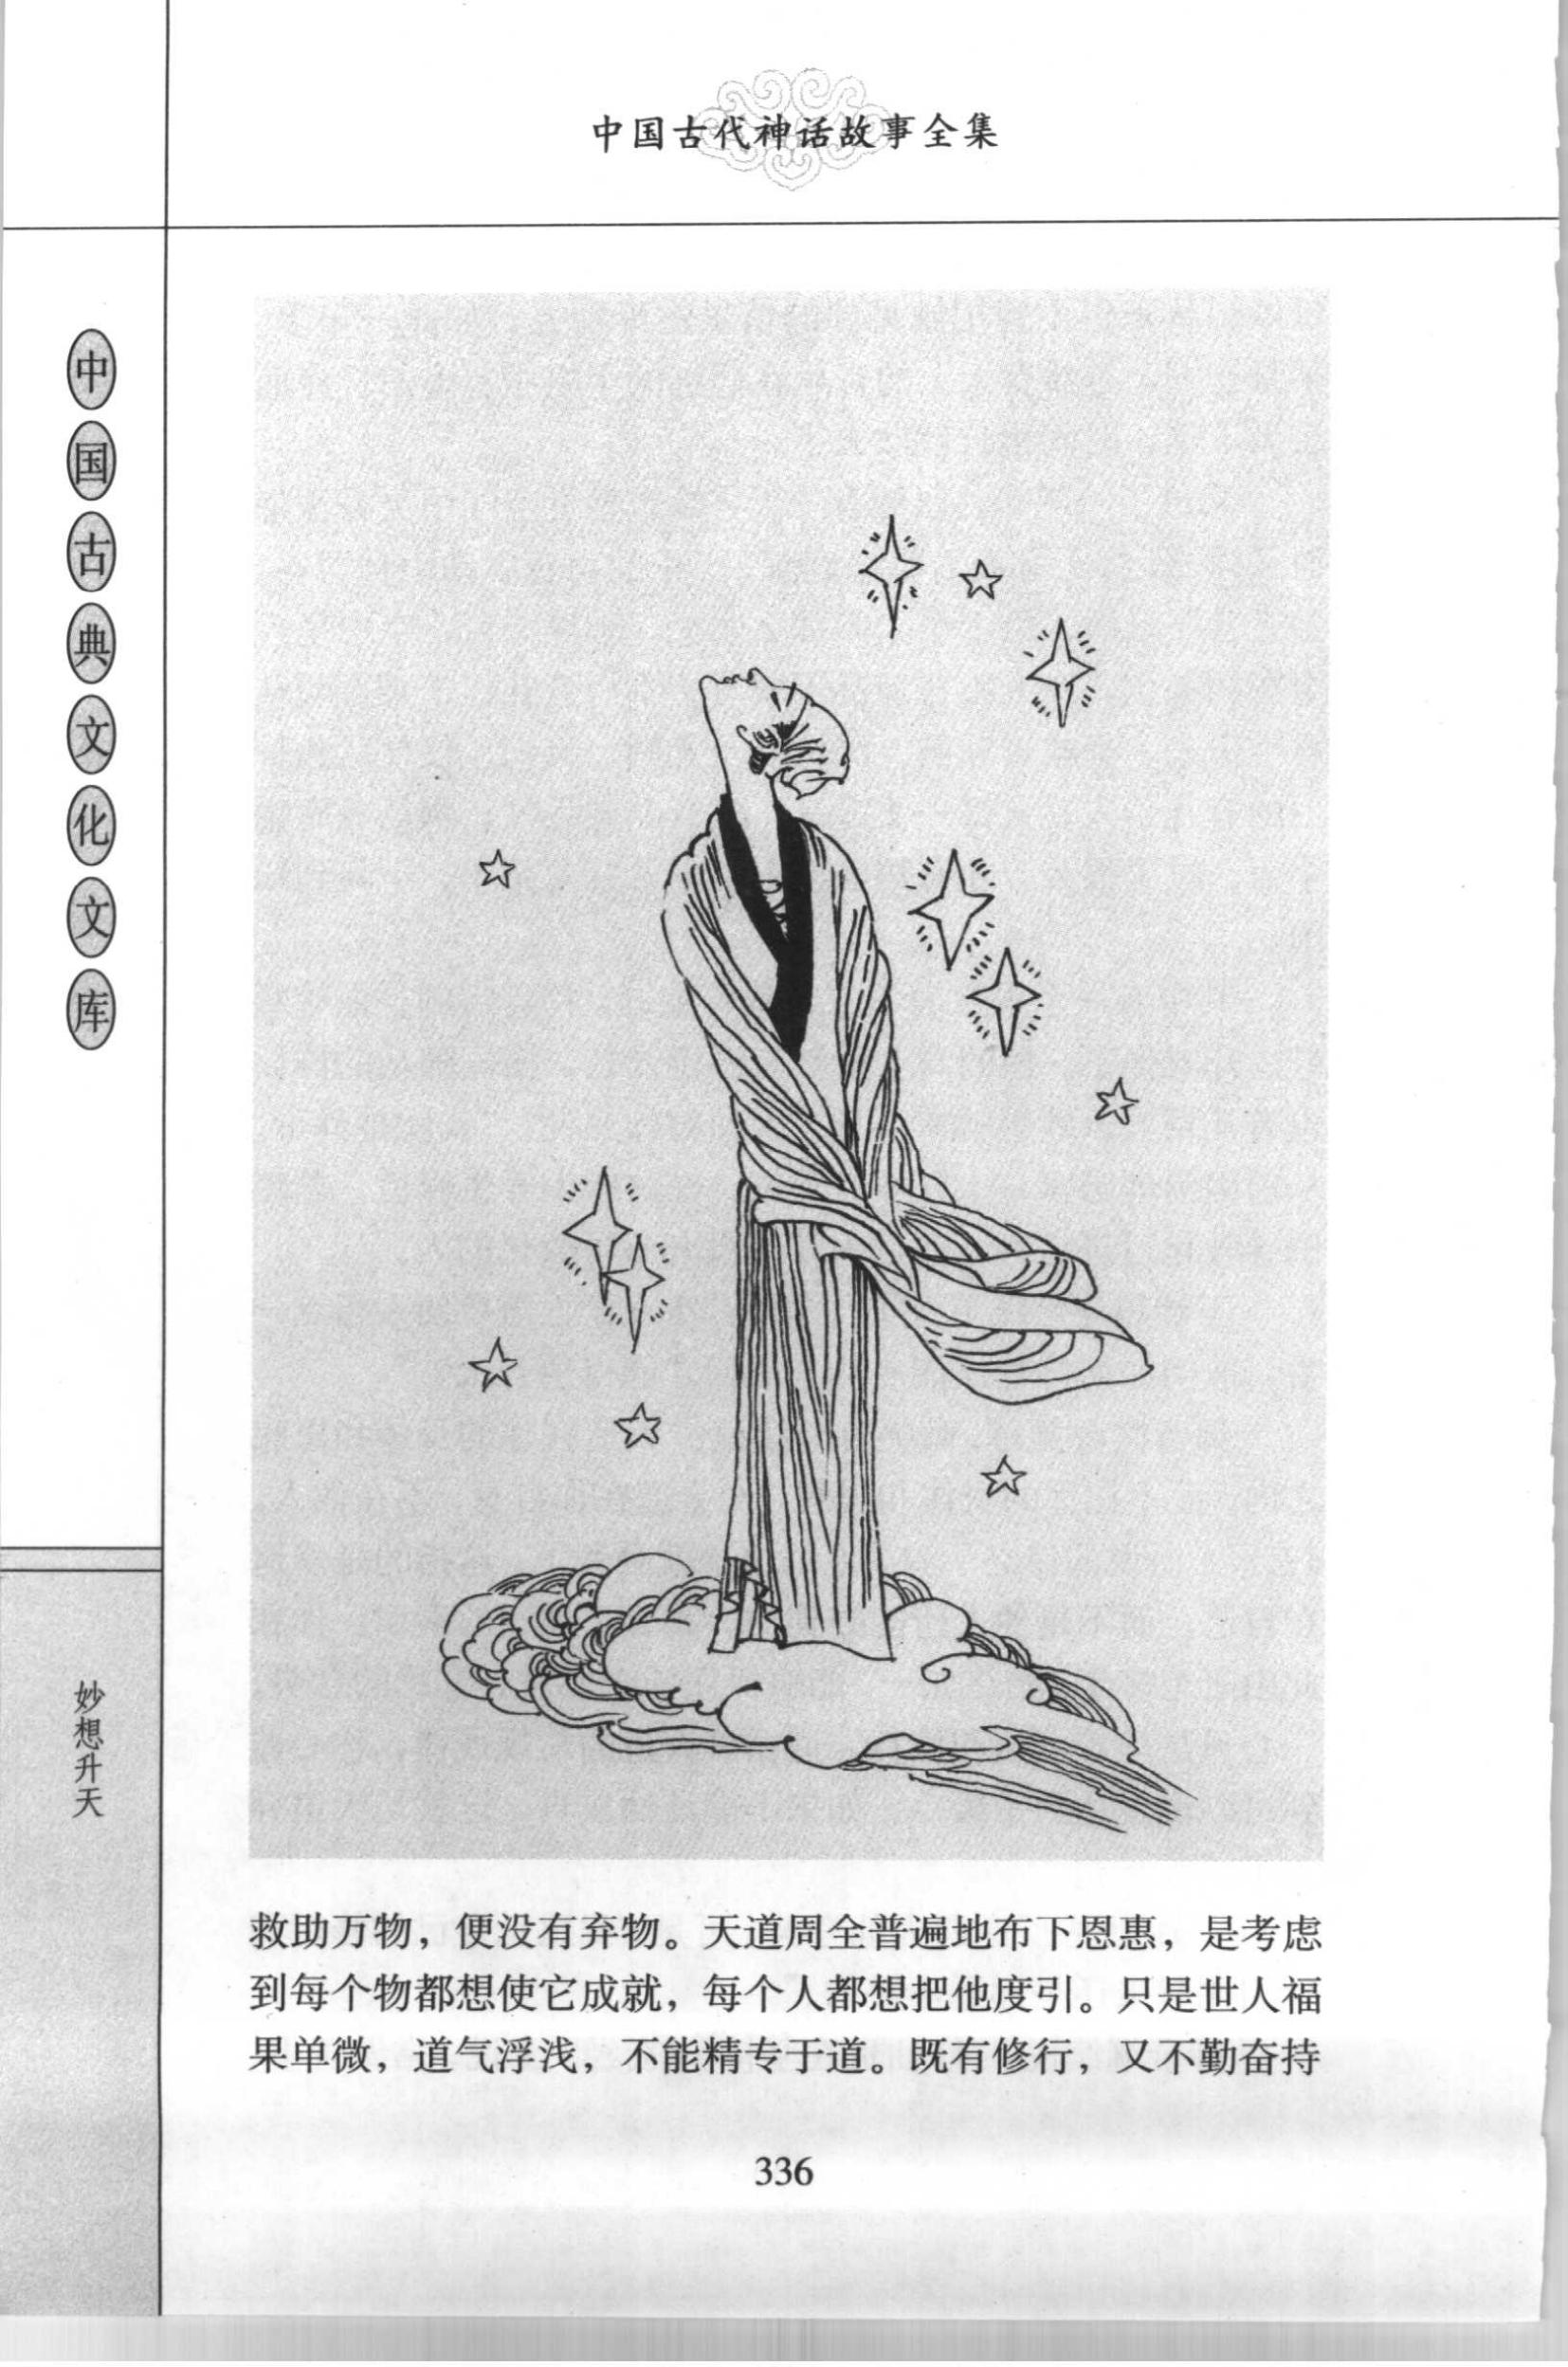 中国古代神话故事全集
中国古典文化文库
妙想升天
救助万物，便没有弃物。天道周全普遍地布下恩惠，是考虑
到每个物都想使它成就，每个人都想把他度引。只是世人福
果单微，道气浮浅，不能精专于道。既有修行，又不勤奋持
336